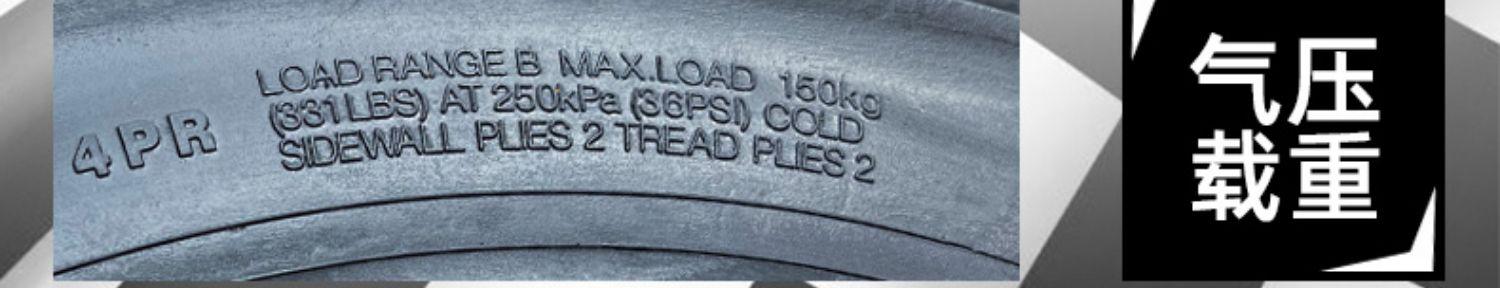 4PR
LOAD RANGE B MAX.LOAD 150kg
(331LBS) AT 250kPa (36PSI) COLD
SIDEWALL PLIES 2 TREAD PLIES 2
气压
载重